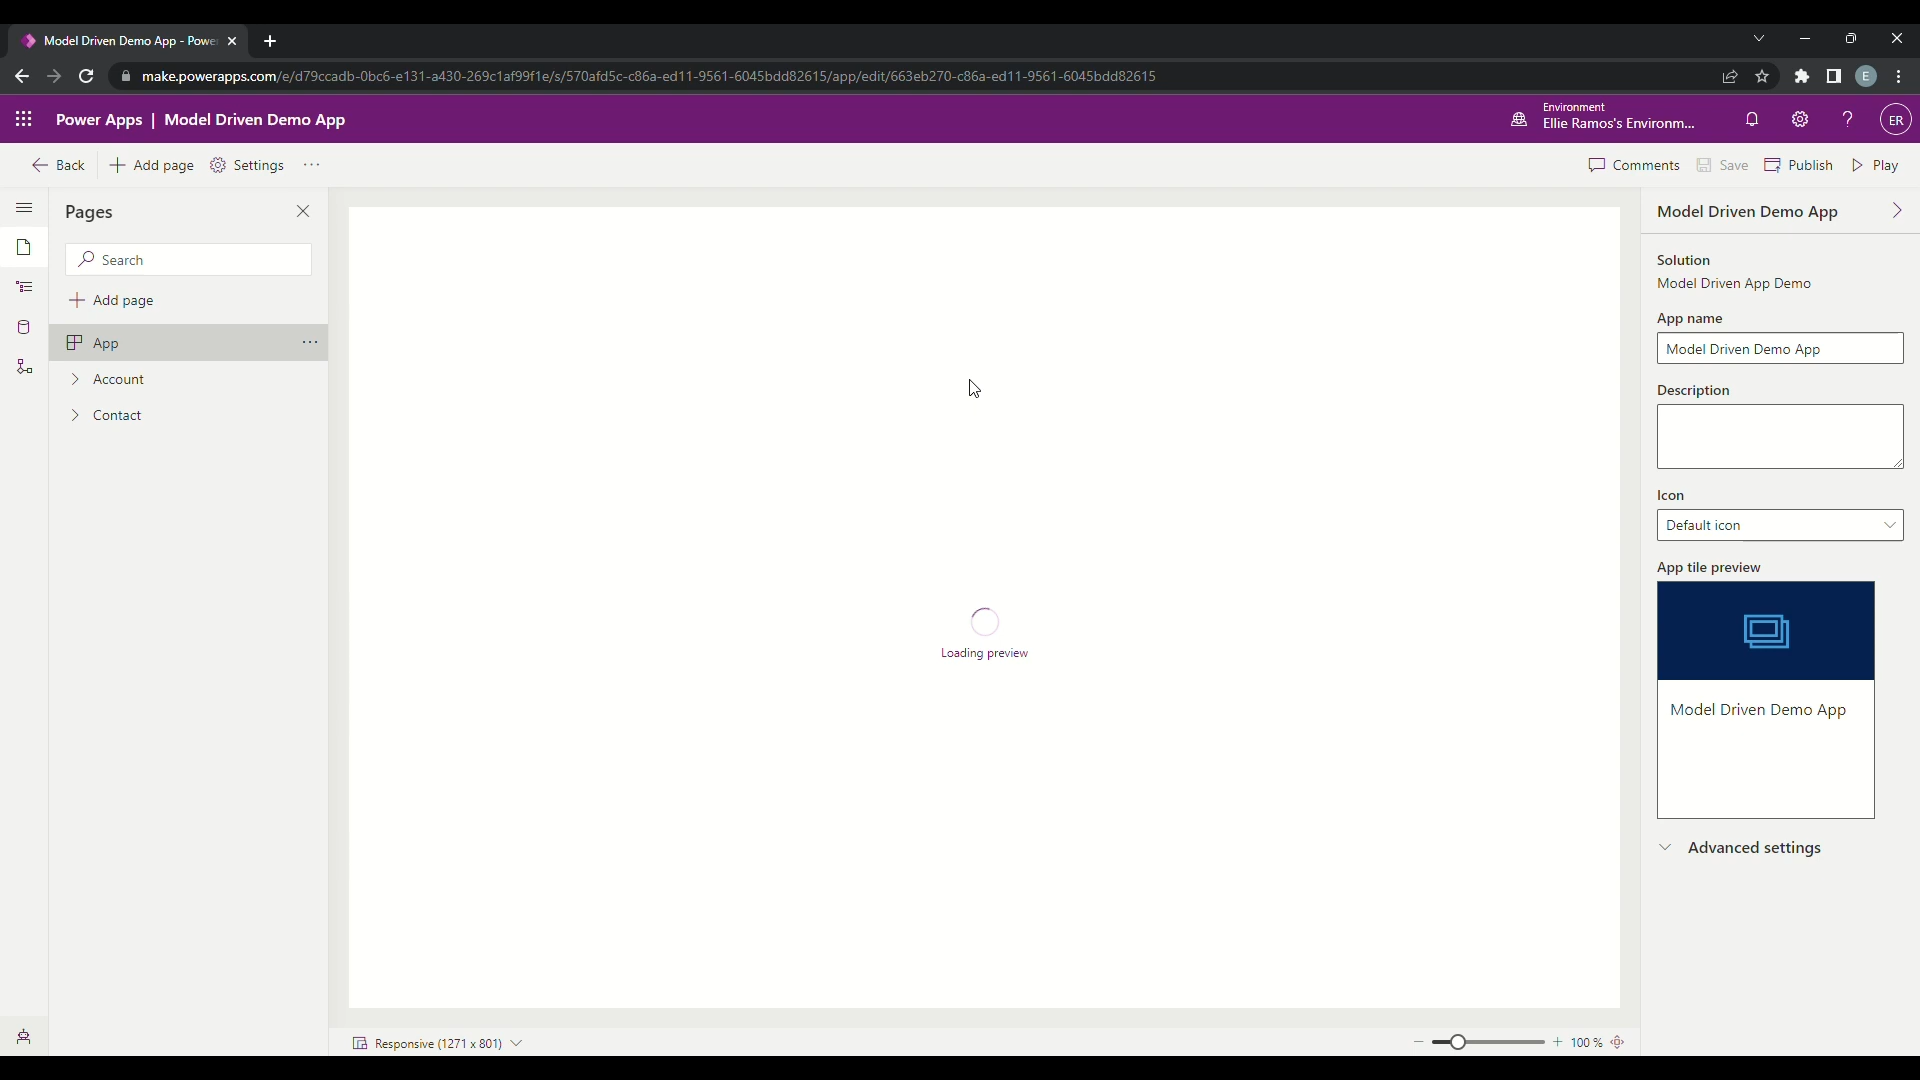 Model Driven Demo App - Powe
make.powerapps.com/e/d79ccadb-0bc6-e131-a430-269c1af99f1e/s/570afd5c-c86a-ed11-9561-6045bdd82615/app/edit/663eb270-c86a-ed11-9561-6045bdd82615
E
Power Apps | Model Driven Demo App
Environment
Ellie Ramos's Environm...
ER
Back
Add page
Settings
Comments
Save
Publish
Play
Pages
Search
Add page
App
Account
Contact
Loading preview
Model Driven Demo App
Solution
Model Driven App Demo
App name
Model Driven Demo App
Description
Icon
Default icon
App tile preview
Model Driven Demo App
Advanced settings
Responsive (1271 x 801)
100 %